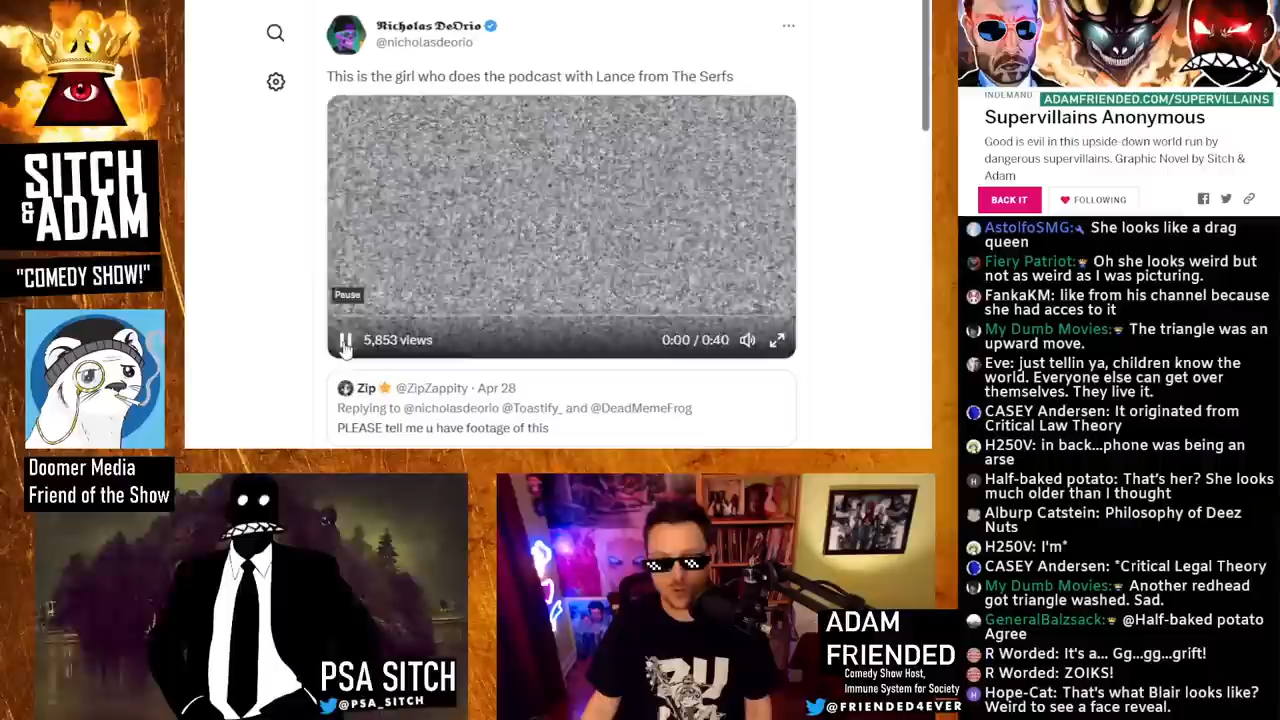 SITCH
& ADAM
"COMEDY SHOW!"
Doomer Media
Friend of the Show
Nicholas DeOrio
@nicholasdeorio
This is the girl who does the podcast with Lance from The Serfs
Pause
5,853 views
0:00 / 0:40
Zip @ZipZappity · Apr 28
Replying to @nicholasdeorio @Toastify_ and @DeadMemeFrog
PLEASE tell me u have footage of this
PSA SITCH
@PSA_SITCH
ADAM
FRIENDED
Comedy Show Host,
Immune System for Society
@FRIENDED4EVER
INDEMAND
ADAMFRIENDED.COM/SUPERVILLAINS
Supervillains Anonymous
Good is evil in this upside-down world run by
dangerous supervillains. Graphic Novel by Sitch &
Adam
BACK IT
FOLLOWING
AstolfoSMG: She looks like a drag
queen
Fiery Patriot: Oh she looks weird but
not as weird as I was picturing.
FankaKM: like from his channel because
she had acces to it
My Dumb Movies: The triangle was an
upward move.
Eve: just tellin ya, children know the
world. Everyone else can get over
themselves. They live it.
CASEY Andersen: It originated from
Critical Law Theory
H250V: in back...phone was being an
arse
Half-baked potato: That's her? She looks
much older than I thought
Alburp Catstein: Philosophy of Deez
Nuts
H250V: I'm*
CASEY Andersen: *Critical Legal Theory
My Dumb Movies: Another redhead
got triangle washed. Sad.
GeneralBalzsack: @Half-baked potato
Agree
R Worded: It's a... Gg...gg...grift!
R Worded: ZOIKS!
Hope-Cat: That's what Blair looks like?
Weird to see a face reveal.